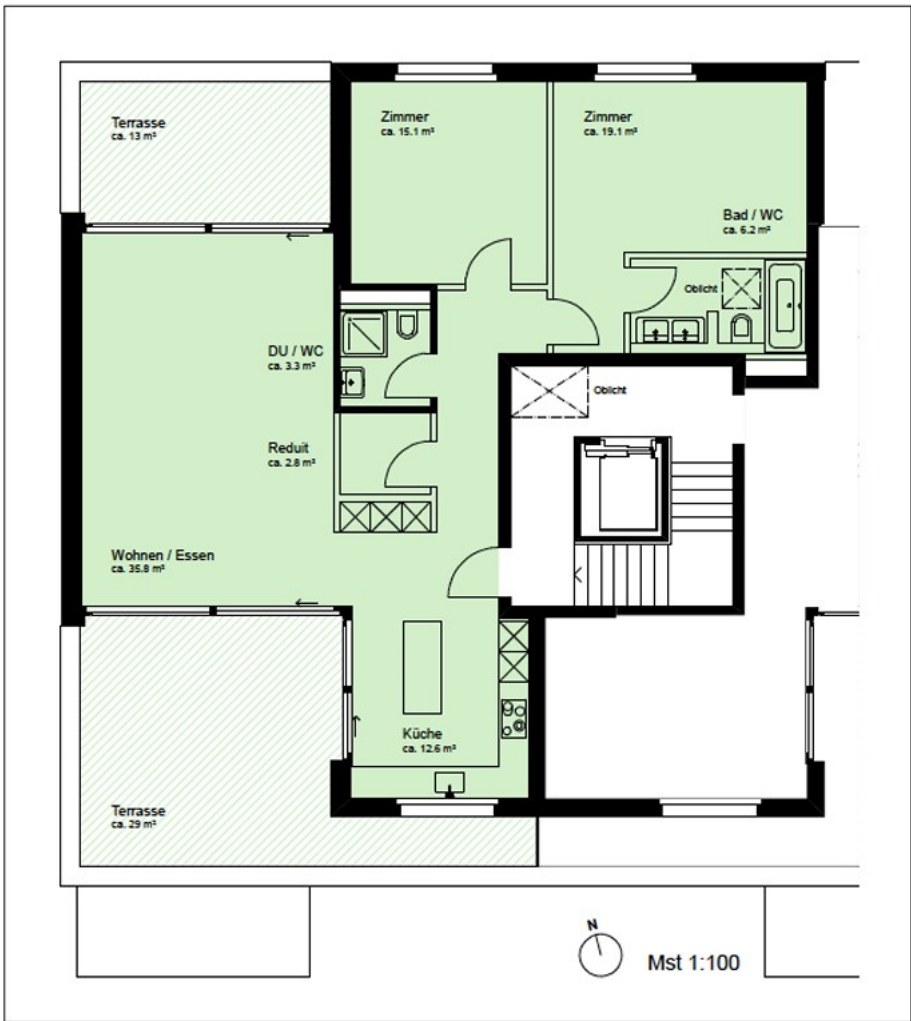 Terrasse
ca. 13 m²
Zimmer
ca. 15.1 m²
Zimmer
ca. 19.1 m²
Bad / WC
ca. 6.2 m²
Oblicht
DU / WC
ca. 3.3 m²
Oblicht
Reduit
ca. 2.8 m²
Wohnen / Essen
ca. 35.8 m²
Küche
ca. 12.6 m²
Terrasse
ca. 29 m²
N
Mst 1:100